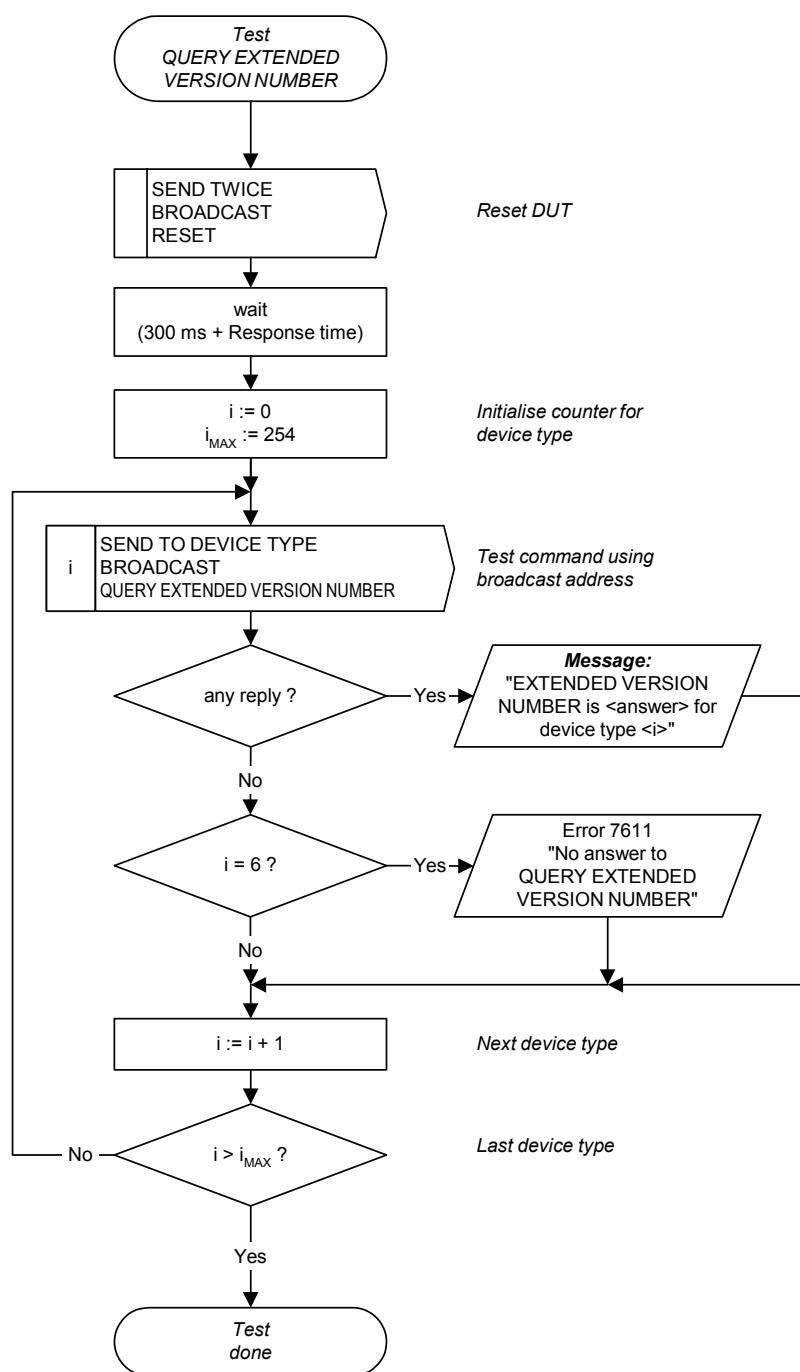 Test
QUERY EXTENDED
VERSION NUMBER
SEND TWICE
BROADCAST
RESET
Reset DUT
wait
(300 ms + Response time)
i := 0
iMAX := 254
Initialise counter for
device type
i
SEND TO DEVICE TYPE
BROADCAST
QUERY EXTENDED VERSION NUMBER
Test command using
broadcast address
any reply ?
Yes
Message:
"EXTENDED VERSION
NUMBER is <answer> for
device type <i>"
No
i = 6 ?
Yes
Error 7611
"No answer to
QUERY EXTENDED
VERSION NUMBER"
No
i := i + 1
Next device type
No
i > iMAX ?
Last device type
Yes
Test
done